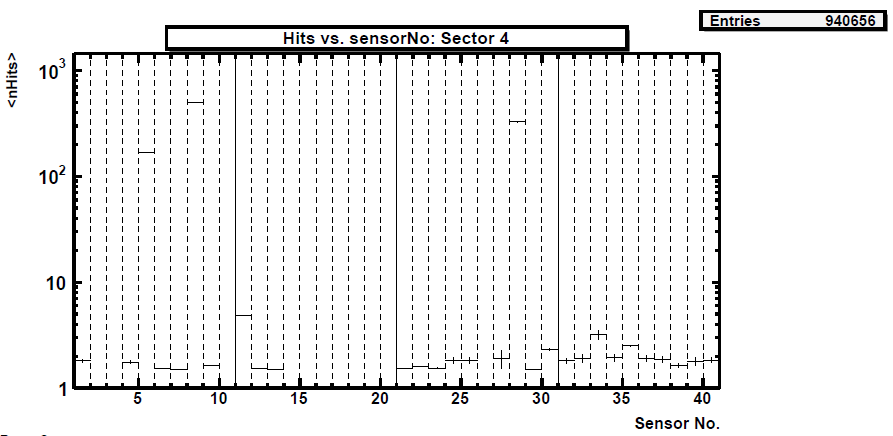 Entries 940656
Hits vs. sensorNo: Sector 4
<nHits>
10³
10²
10
1
5 10 15 20 25 30 35 40
Sensor No.